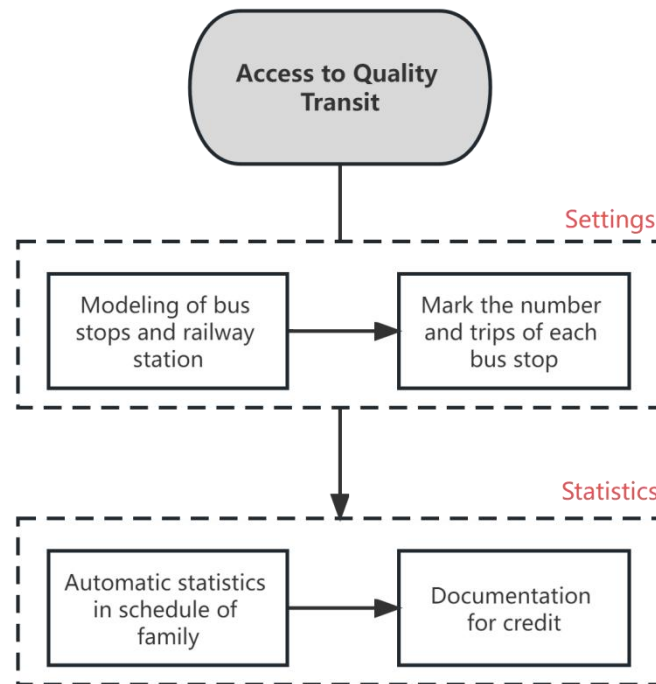 Access to Quality
Transit
Settings
Modeling of bus
stops and railway
station
Mark the number
and trips of each
bus stop
Statistics
Automatic statistics
in schedule of
family
Documentation
for credit